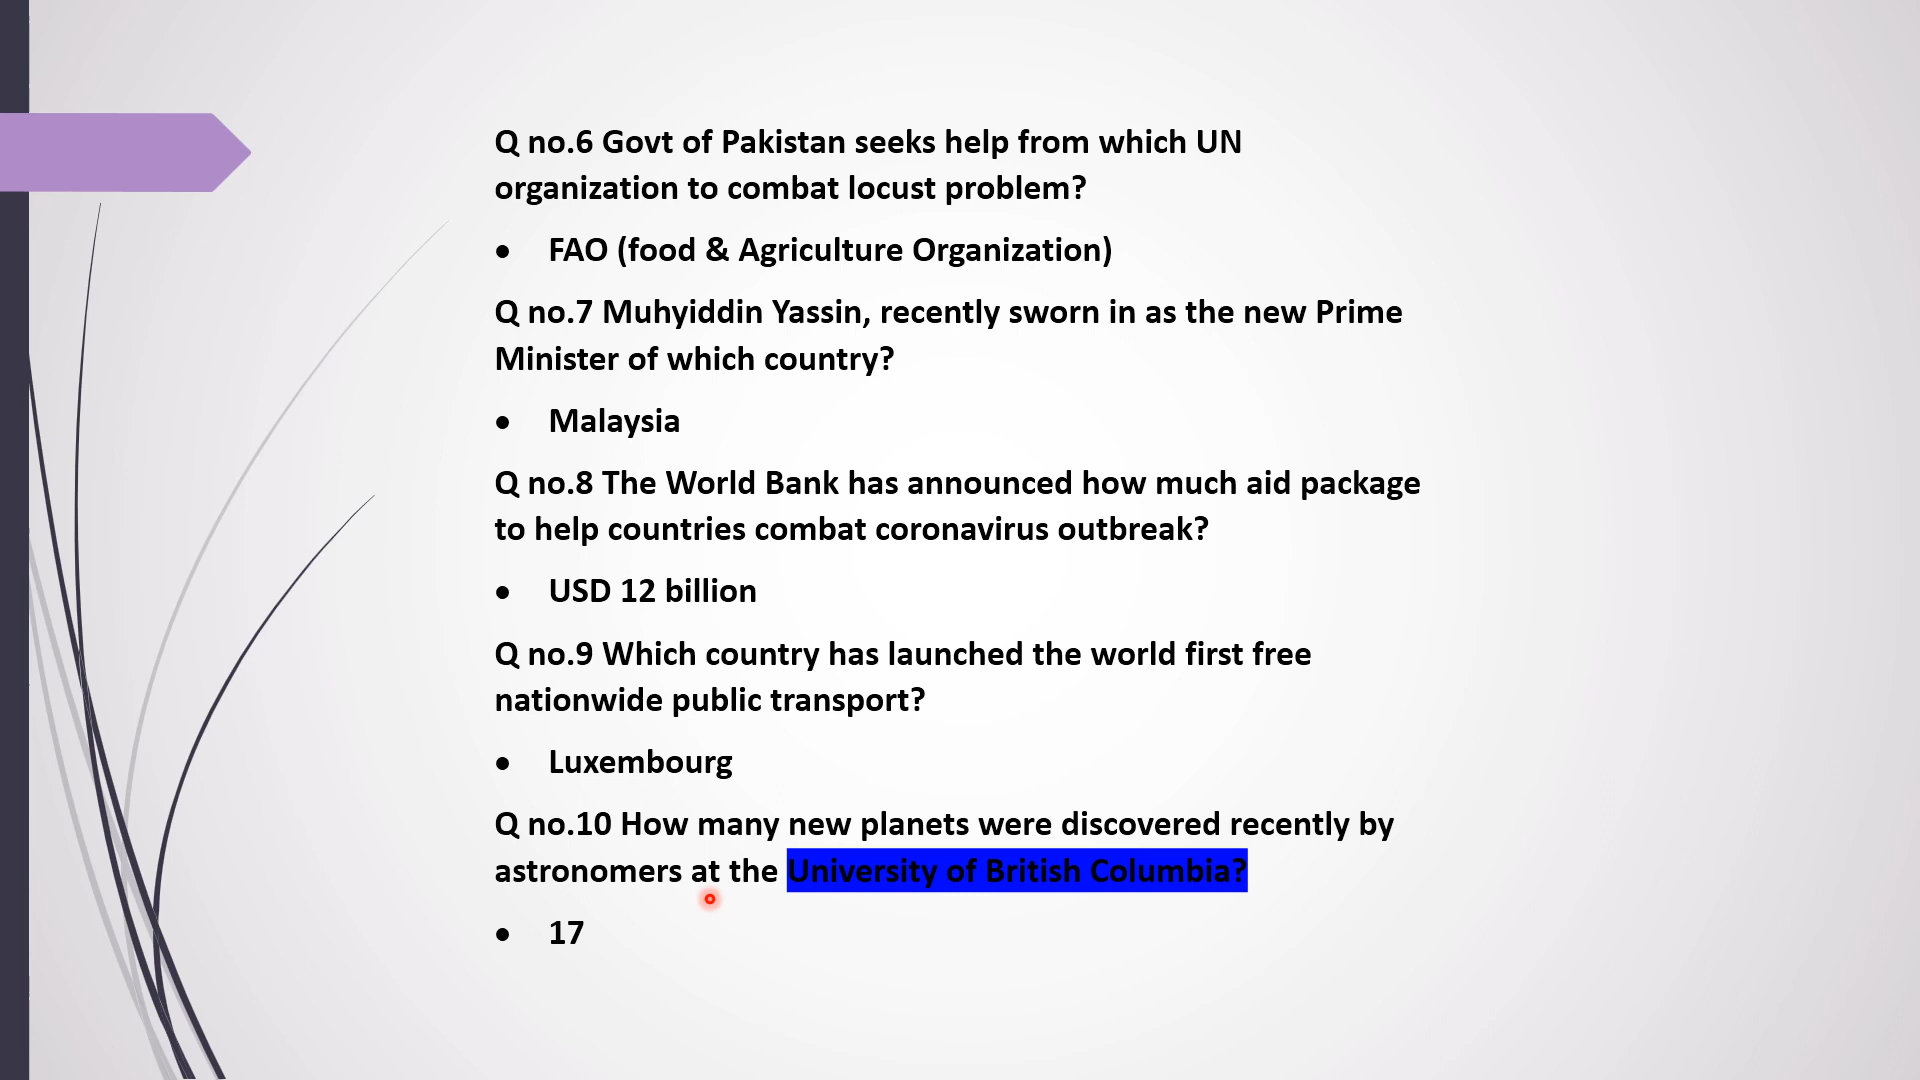 Q no.6 Govt of Pakistan seeks help from which UN
organization to combat locust problem?
• FAO (food & Agriculture Organization)
Q no.7 Muhyiddin Yassin, recently sworn in as the new Prime
Minister of which country?
• Malaysia
Q no.8 The World Bank has announced how much aid package
to help countries combat coronavirus outbreak?
• USD 12 billion
Q no.9 Which country has launched the world first free
nationwide public transport?
• Luxembourg
Q no.10 How many new planets were discovered recently by
astronomers at the University of British Columbia?
• 17